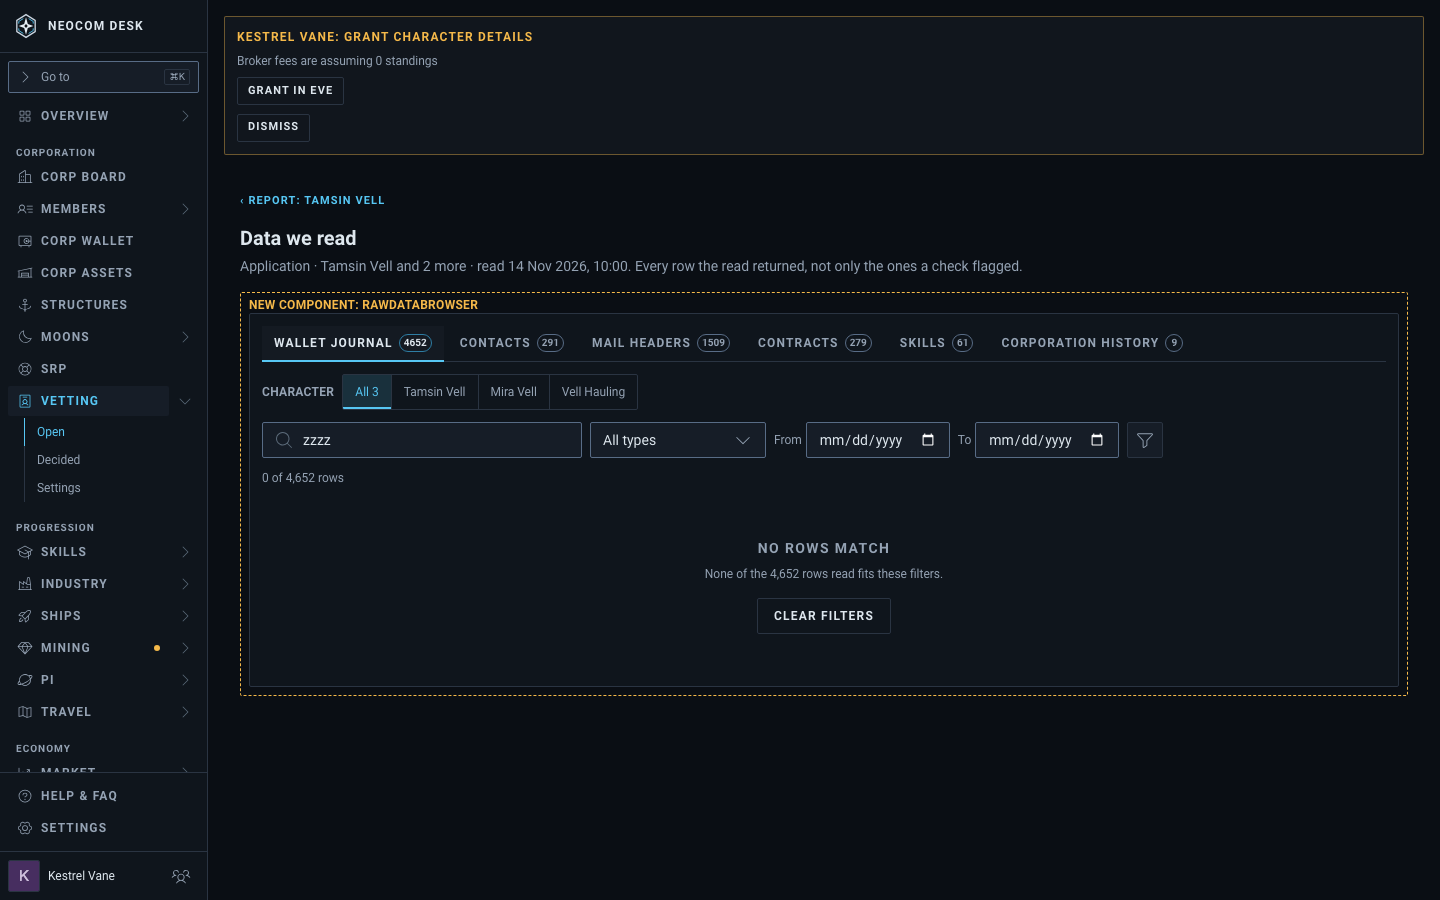 NEOCOM DESK
Go to ⌘K
OVERVIEW
CORPORATION
CORP BOARD
MEMBERS
CORP WALLET
CORP ASSETS
STRUCTURES
MOONS
SRP
VETTING
Open
Decided
Settings
PROGRESSION
SKILLS
INDUSTRY
SHIPS
MINING
PI
TRAVEL
ECONOMY
MARKET
HELP & FAQ
SETTINGS
K Kestrel Vane
KESTREL VANE: GRANT CHARACTER DETAILS
Broker fees are assuming 0 standings
GRANT IN EVE
DISMISS
‹ REPORT: TAMSIN VELL
Data we read
Application · Tamsin Vell and 2 more · read 14 Nov 2026, 10:00. Every row the read returned, not only the ones a check flagged.
NEW COMPONENT: RAWDATABROWSER
WALLET JOURNAL 4652 CONTACTS 291 MAIL HEADERS 1509 CONTRACTS 279 SKILLS 61 CORPORATION HISTORY 9
CHARACTER All 3 Tamsin Vell Mira Vell Vell Hauling
zzzz All types From mm/dd/yyyy To mm/dd/yyyy
0 of 4,652 rows
NO ROWS MATCH
None of the 4,652 rows read fits these filters.
CLEAR FILTERS